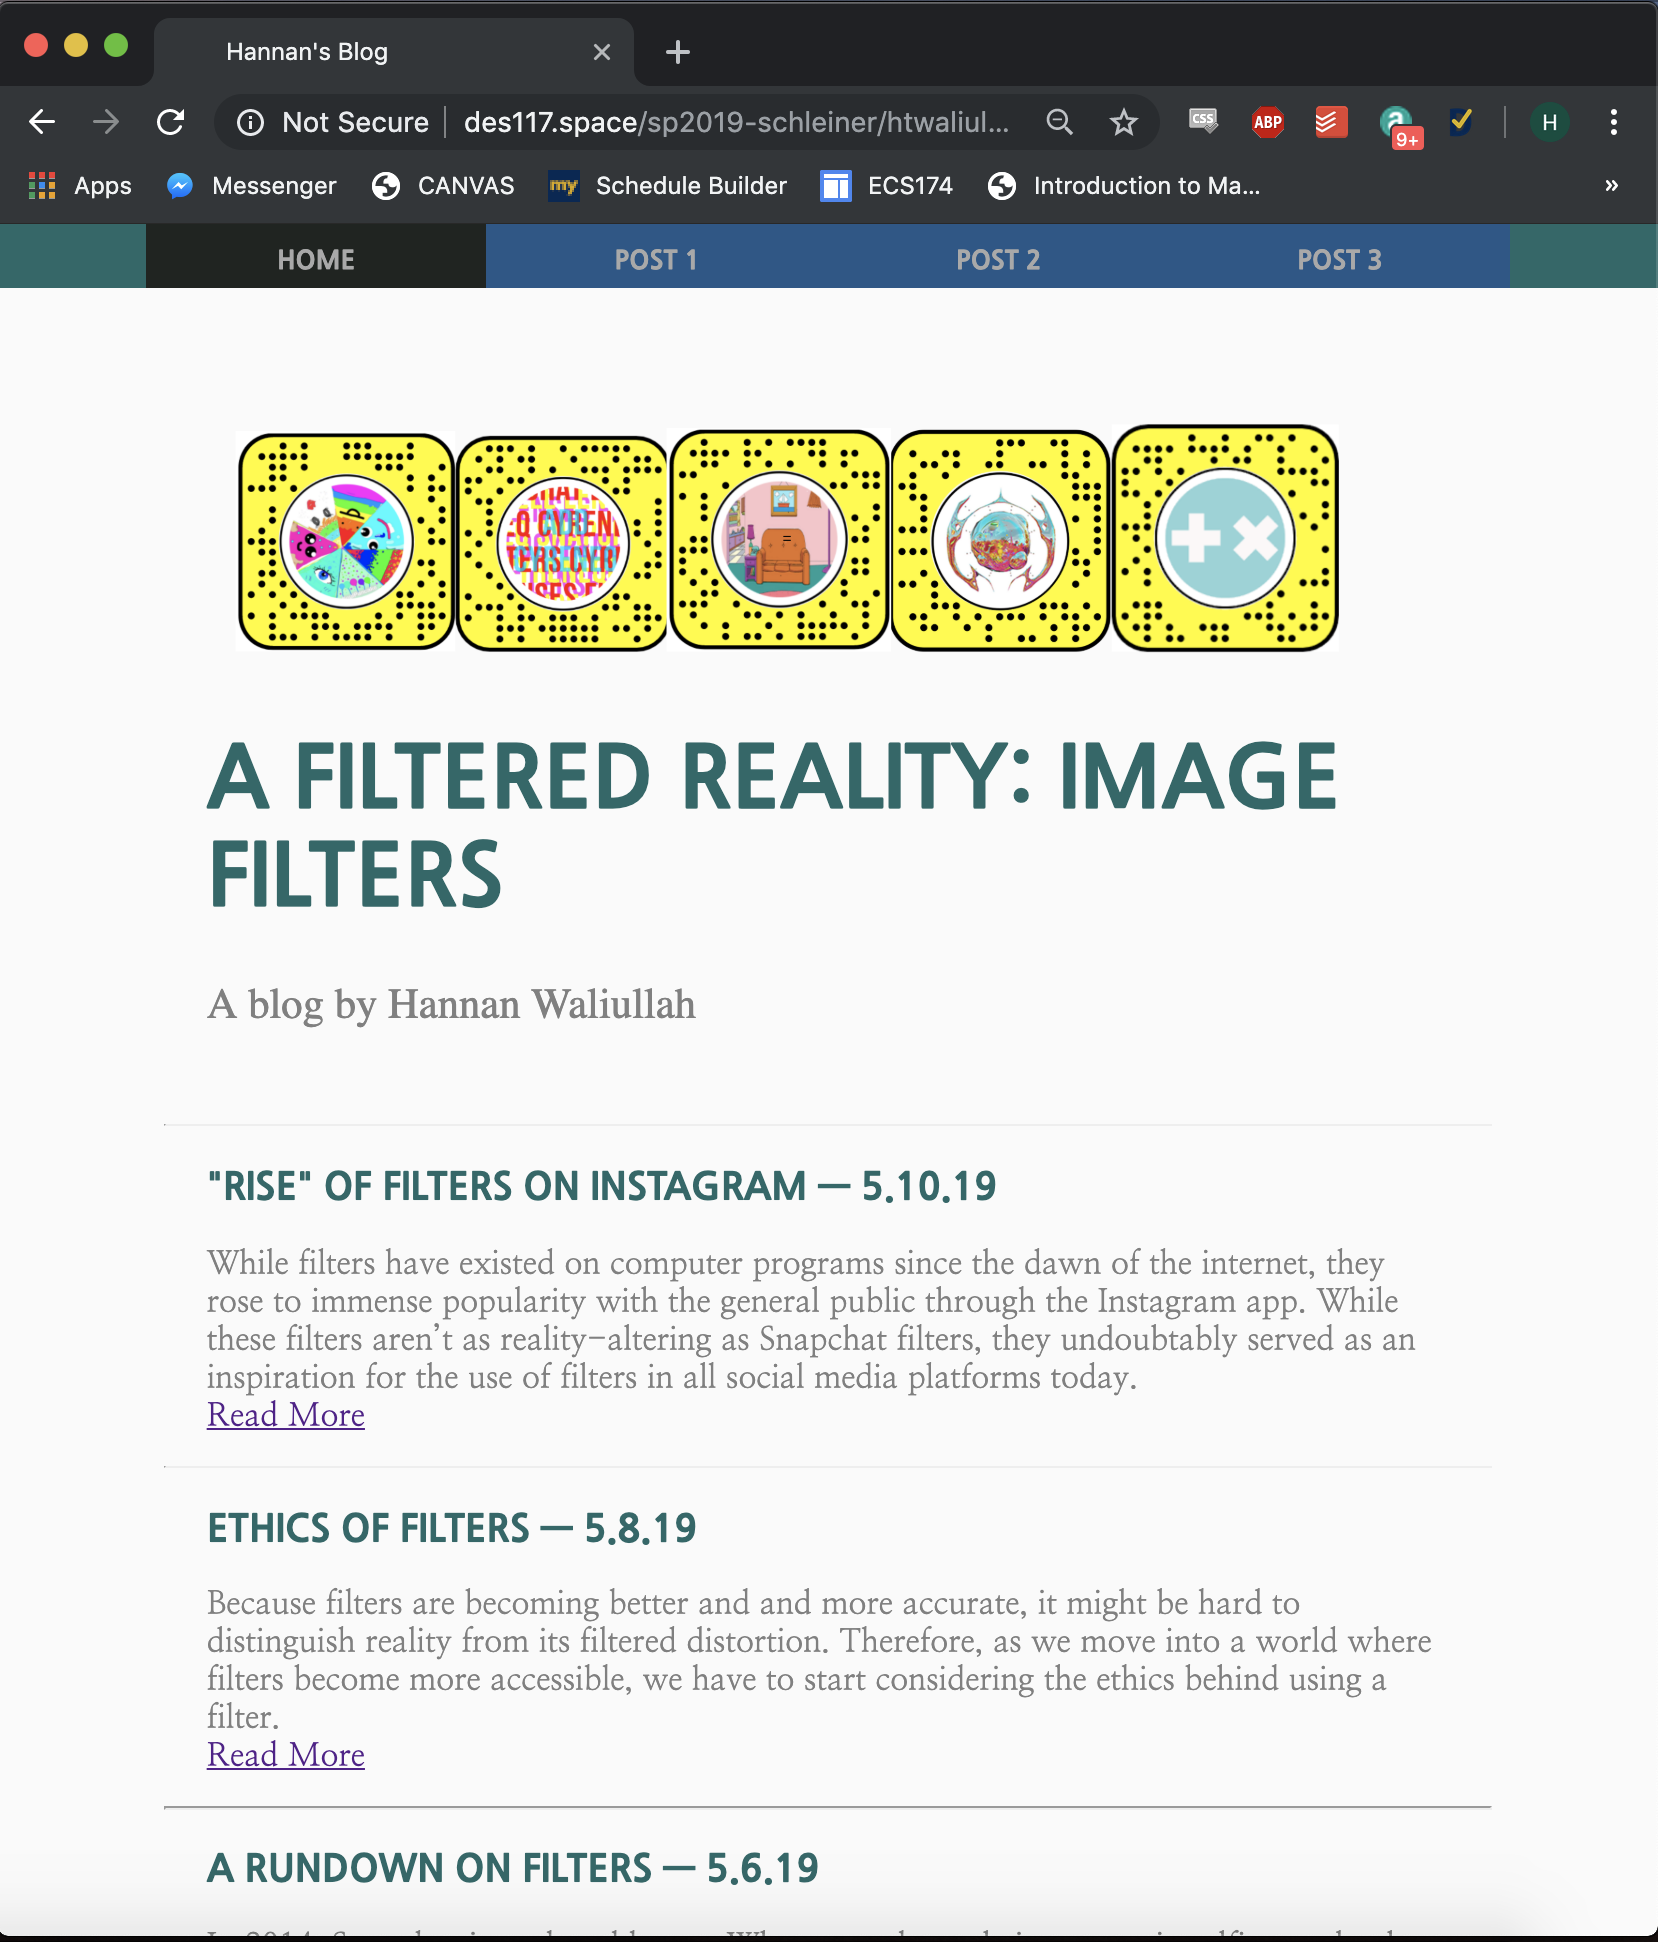 Hannan's Blog
Not Secure des117.space/sp2019-schleiner/htwaliul...
CSS
ABP
a
9+
H
Apps Messenger CANVAS my Schedule Builder ECS174 Introduction to Ma... »
HOME POST 1 POST 2 POST 3
O CYREN
TERS CYR
A FILTERED REALITY: IMAGE
FILTERS
A blog by Hannan Waliullah
"RISE" OF FILTERS ON INSTAGRAM — 5.10.19
While filters have existed on computer programs since the dawn of the internet, they
rose to immense popularity with the general public through the Instagram app. While
these filters aren’t as reality-altering as Snapchat filters, they undoubtably served as an
inspiration for the use of filters in all social media platforms today.
Read More
ETHICS OF FILTERS — 5.8.19
Because filters are becoming better and and more accurate, it might be hard to
distinguish reality from its filtered distortion. Therefore, as we move into a world where
filters become more accessible, we have to start considering the ethics behind using a
filter.
Read More
A RUNDOWN ON FILTERS — 5.6.19